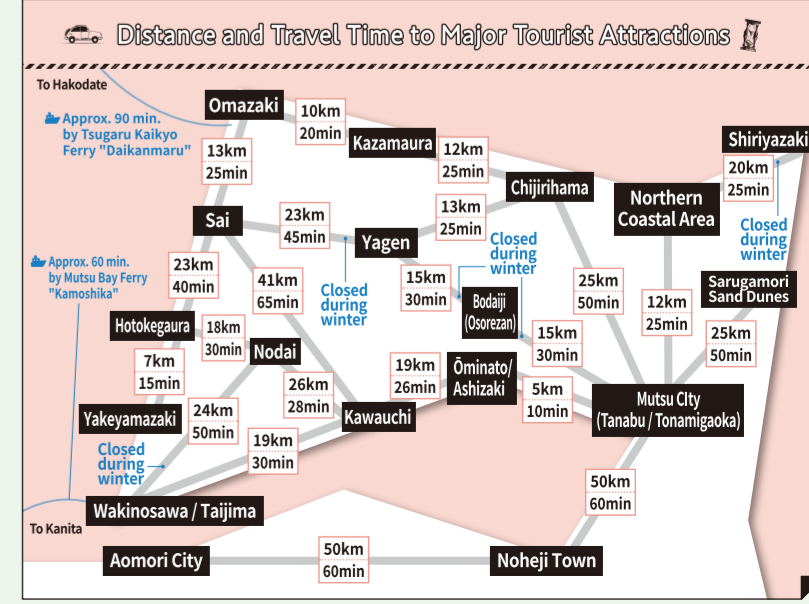 Distance and Travel Time to Major Tourist Attractions
To Hakodate
Approx. 90 min.
by Tsugaru Kaikyo
Ferry "Daikanmaru"
Omazaki
10km
20min
Kazamaura
12km
25min
Chijirihama
Shiriyazaki
20km
25min
Northern
Coastal Area
Closed
during
winter
13km
25min
Sai
23km
45min
Yagen
13km
25min
Closed
during
winter
Approx. 60 min.
by Mutsu Bay Ferry
"Kamoshika"
23km
40min
41km
65min
Closed
during
winter
15km
30min
Bodaiji
(Osorezan)
25km
50min
12km
25min
Sarugamori
Sand Dunes
25km
50min
Hotokegaura
18km
30min
Nodai
15km
30min
7km
15min
26km
28min
19km
26min
Ōminato/
Ashizaki
5km
10min
Mutsu CIty
(Tanabu / Tonamigaoka)
Yakeyamazaki
24km
50min
Kawauchi
Closed
during
winter
19km
30min
50km
60min
Wakinosawa / Taijima
To Kanita
Aomori City
50km
60min
Noheji Town